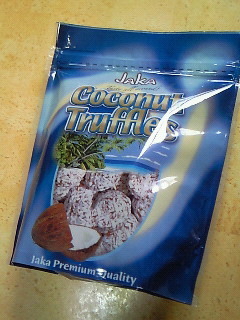 Jaka
Coconut
Truffles
Jaka Premium Quality